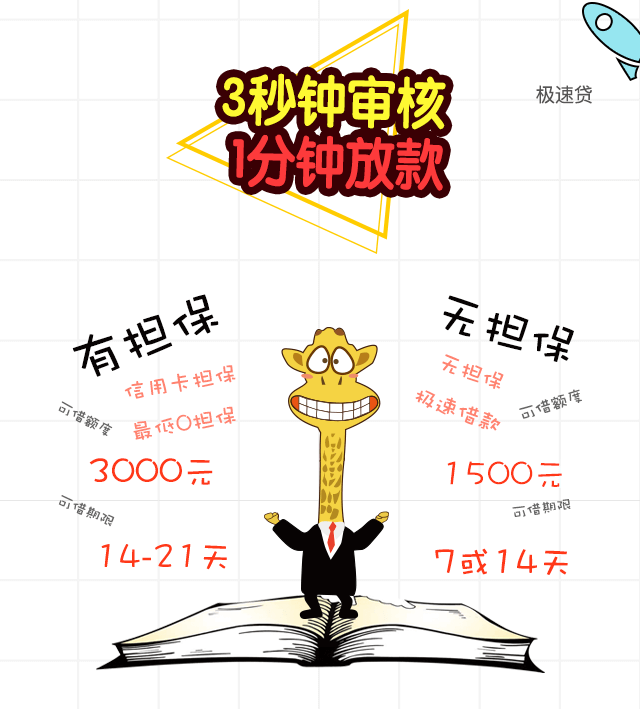 极速贷
3秒钟审核
1分钟放款
有担保
信用卡担保
最低0担保
可借额度
3000元
可借期限
14-21天
无担保
无担保
极速借款
可借额度
1500元
可借期限
7或14天